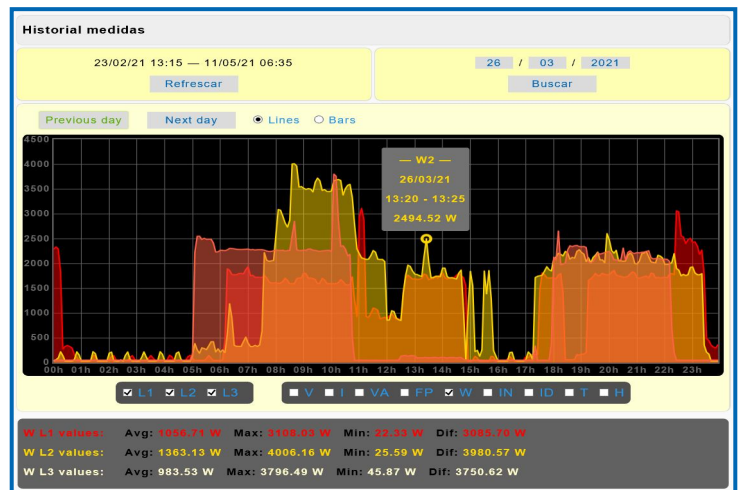 Historial medidas
23/02/21 13:15 — 11/05/21 06:35
Refrescar
26 / 03 / 2021
Buscar
Previous day Next day Lines Bars
4500
4000
3500
3000
2500
2000
1500
1000
500
0
— W2 —
26/03/21
13:20 - 13:25
2494.52 W
00h 01h 02h 03h 04h 05h 06h 07h 08h 09h 10h 11h 12h 13h 14h 15h 16h 17h 18h 19h 20h 21h 22h 23h
L1 L2 L3 V I VA FP W IN ID T H
W L1 values: Avg: 1056.71 W Max: 3108.03 W Min: 22.33 W Dif: 3085.70 W
W L2 values: Avg: 1363.13 W Max: 4006.16 W Min: 25.59 W Dif: 3980.57 W
W L3 values: Avg: 983.53 W Max: 3796.49 W Min: 45.87 W Dif: 3750.62 W